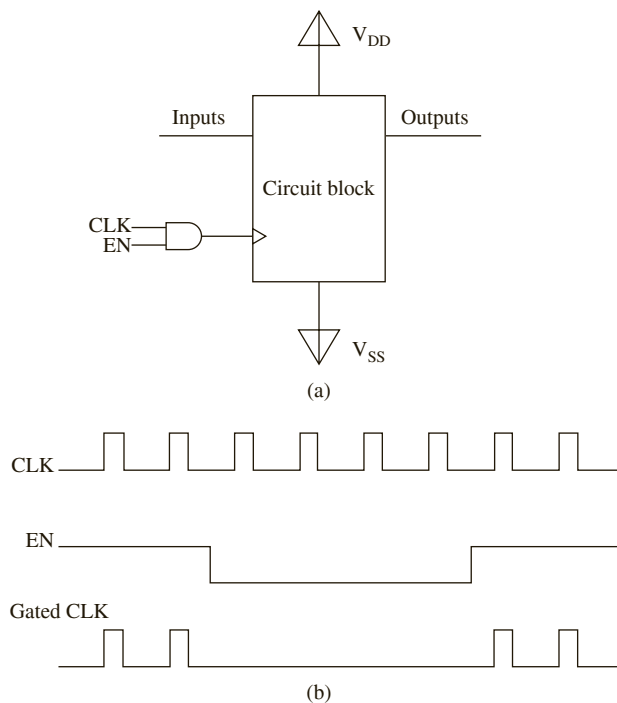 V_DD
Inputs
Outputs
Circuit block
CLK
EN
V_SS
(a)
CLK
EN
Gated CLK
(b)